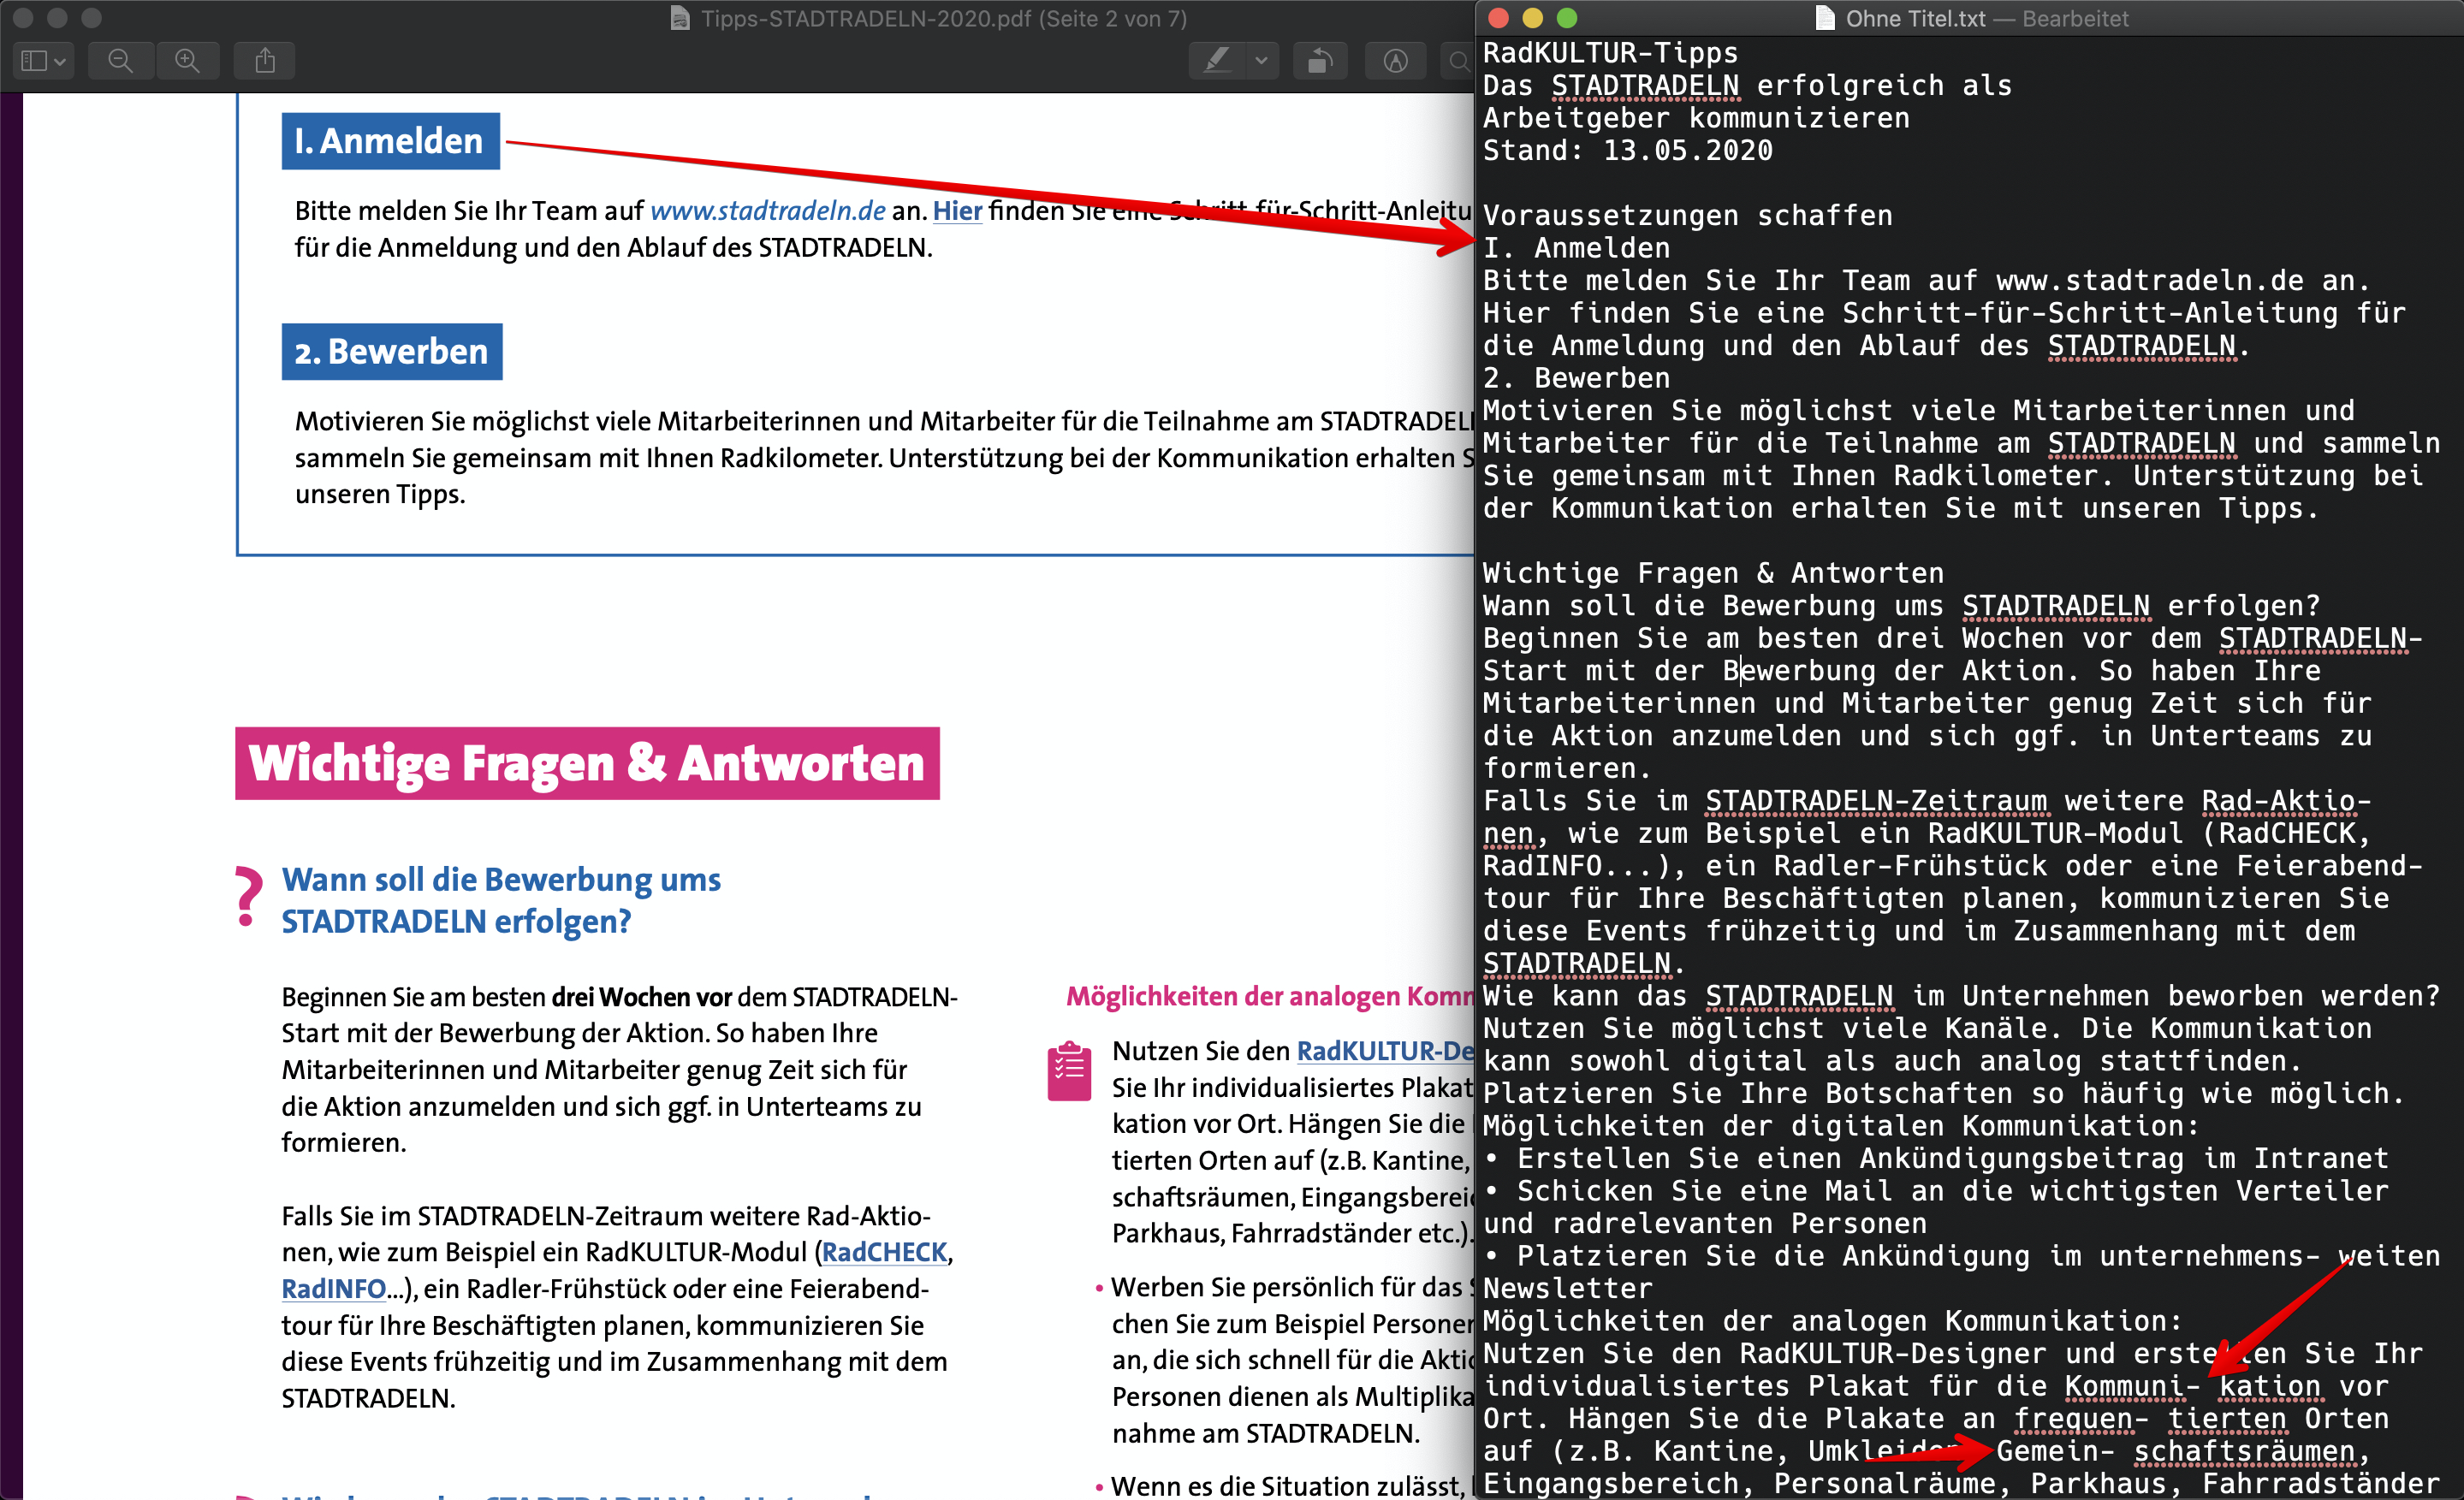 Tipps-STADTRADELN-2020.pdf (Seite 2 von 7)
I. Anmelden
Bitte melden Sie Ihr Team auf www.stadtradeln.de an. Hier finden Sie eine Schritt-für-Schritt-Anleitu
für die Anmeldung und den Ablauf des STADTRADELN.
2. Bewerben
Motivieren Sie möglichst viele Mitarbeiterinnen und Mitarbeiter für die Teilnahme am STADTRADEL
sammeln Sie gemeinsam mit Ihnen Radkilometer. Unterstützung bei der Kommunikation erhalten S
unseren Tipps.
Wichtige Fragen & Antworten
? Wann soll die Bewerbung ums
STADTRADELN erfolgen?
Beginnen Sie am besten drei Wochen vor dem STADTRADELN-
Start mit der Bewerbung der Aktion. So haben Ihre
Mitarbeiterinnen und Mitarbeiter genug Zeit sich für
die Aktion anzumelden und sich ggf. in Unterteams zu
formieren.
Falls Sie im STADTRADELN-Zeitraum weitere Rad-Aktio-
nen, wie zum Beispiel ein RadKULTUR-Modul (RadCHECK,
RadINFO...), ein Radler-Frühstück oder eine Feierabend-
tour für Ihre Beschäftigten planen, kommunizieren Sie
diese Events frühzeitig und im Zusammenhang mit dem
STADTRADELN.
Möglichkeiten der analogen Komm
Nutzen Sie den RadKULTUR-De
Sie Ihr individualisiertes Plakat
kation vor Ort. Hängen Sie die
tierten Orten auf (z.B. Kantine,
schaftsräumen, Eingangsbereic
Parkhaus, Fahrradständer etc.).
• Werben Sie persönlich für das S
chen Sie zum Beispiel Personen
an, die sich schnell für die Aktio
Personen dienen als Multiplika
nahme am STADTRADELN.
• Wenn es die Situation zulässt,
Ohne Titel.txt — Bearbeitet
RadKULTUR-Tipps
Das STADTRADELN erfolgreich als
Arbeitgeber kommunizieren
Stand: 13.05.2020
Voraussetzungen schaffen
I. Anmelden
Bitte melden Sie Ihr Team auf www.stadtradeln.de an.
Hier finden Sie eine Schritt-für-Schritt-Anleitung für
die Anmeldung und den Ablauf des STADTRADELN.
2. Bewerben
Motivieren Sie möglichst viele Mitarbeiterinnen und
Mitarbeiter für die Teilnahme am STADTRADELN und sammeln
Sie gemeinsam mit Ihnen Radkilometer. Unterstützung bei
der Kommunikation erhalten Sie mit unseren Tipps.
Wichtige Fragen & Antworten
Wann soll die Bewerbung ums STADTRADELN erfolgen?
Beginnen Sie am besten drei Wochen vor dem STADTRADELN-
Start mit der Bewerbung der Aktion. So haben Ihre
Mitarbeiterinnen und Mitarbeiter genug Zeit sich für
die Aktion anzumelden und sich ggf. in Unterteams zu
formieren.
Falls Sie im STADTRADELN-Zeitraum weitere Rad-Aktio-
nen, wie zum Beispiel ein RadKULTUR-Modul (RadCHECK,
RadINFO...), ein Radler-Frühstück oder eine Feierabend-
tour für Ihre Beschäftigten planen, kommunizieren Sie
diese Events frühzeitig und im Zusammenhang mit dem
STADTRADELN.
Wie kann das STADTRADELN im Unternehmen beworben werden?
Nutzen Sie möglichst viele Kanäle. Die Kommunikation
kann sowohl digital als auch analog stattfinden.
Platzieren Sie Ihre Botschaften so häufig wie möglich.
Möglichkeiten der digitalen Kommunikation:
• Erstellen Sie einen Ankündigungsbeitrag im Intranet
• Schicken Sie eine Mail an die wichtigsten Verteiler
und radrelevanten Personen
• Platzieren Sie die Ankündigung im unternehmens- weiten
Newsletter
Möglichkeiten der analogen Kommunikation:
Nutzen Sie den RadKULTUR-Designer und erstellen Sie Ihr
individualisiertes Plakat für die Kommuni- kation vor
Ort. Hängen Sie die Plakate an frequen- tierten Orten
auf (z.B. Kantine, Umkleiden, Gemein- schaftsräumen,
Eingangsbereich, Personalräume, Parkhaus, Fahrradständer